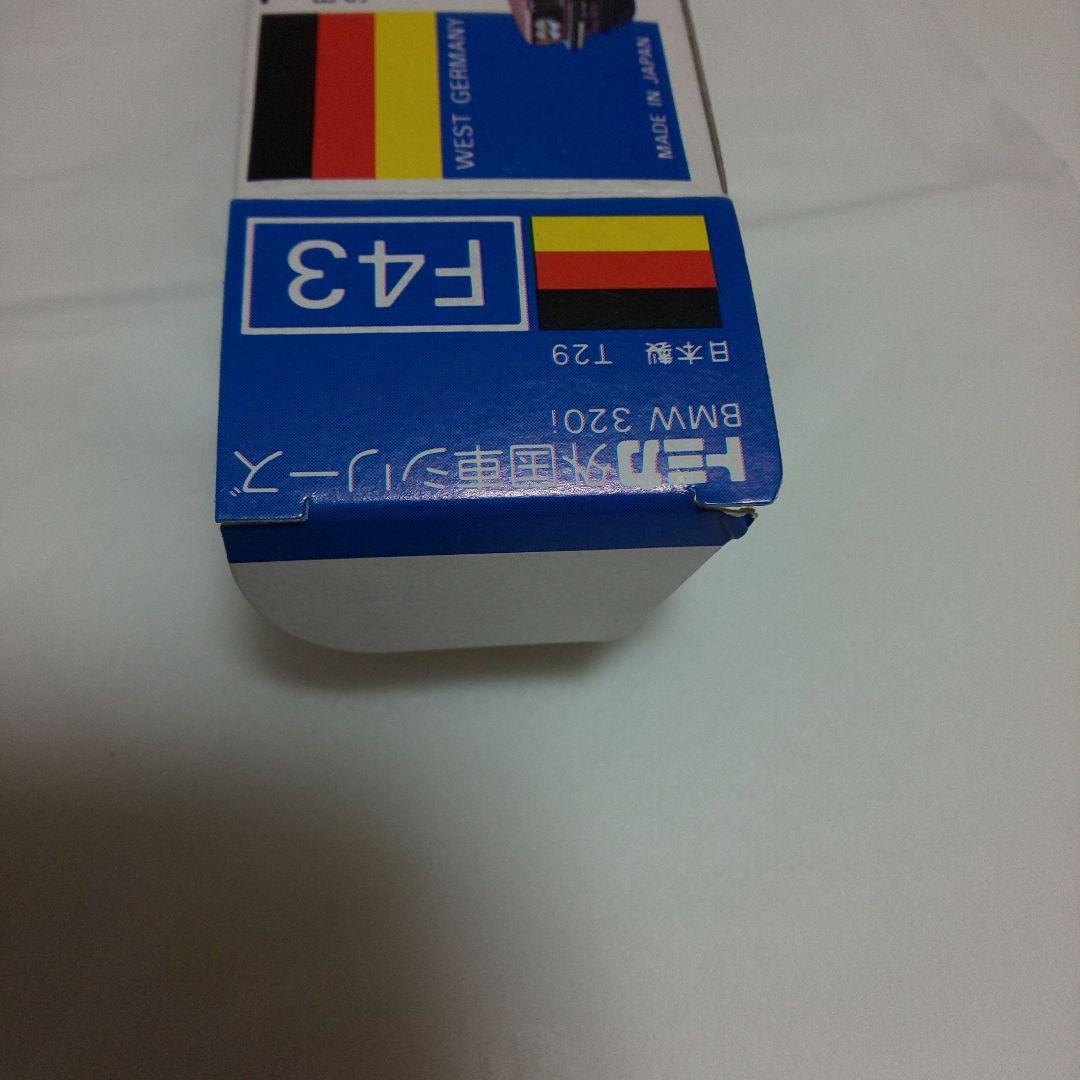 トミカ外国車シリーズ
BMW 320i
日本製 T29
F43
WEST GERMANY
MADE IN JAPAN